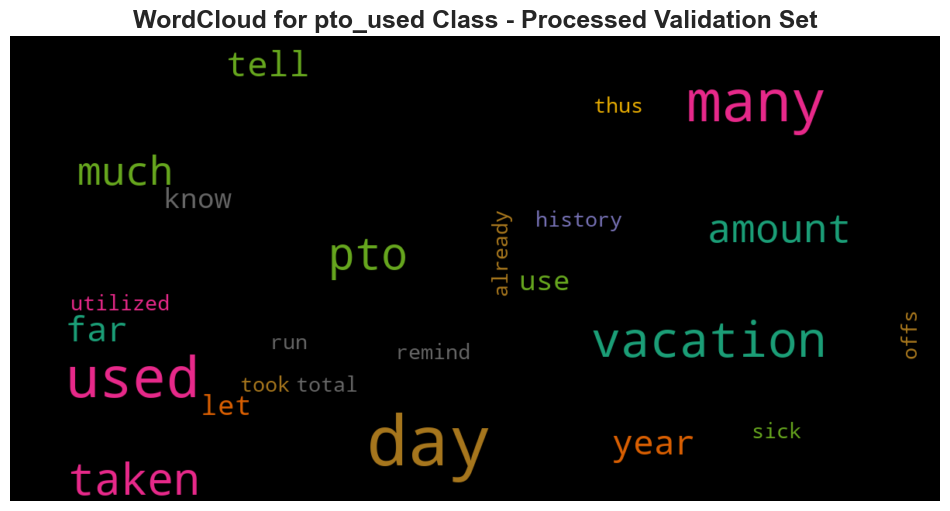 WordCloud for pto_used Class - Processed Validation Set
tell
many
thus
much
know
history
already
amount
pto
use
utilized
far
run
remind
vacation
offs
used
took
total
let
day
year
sick
taken